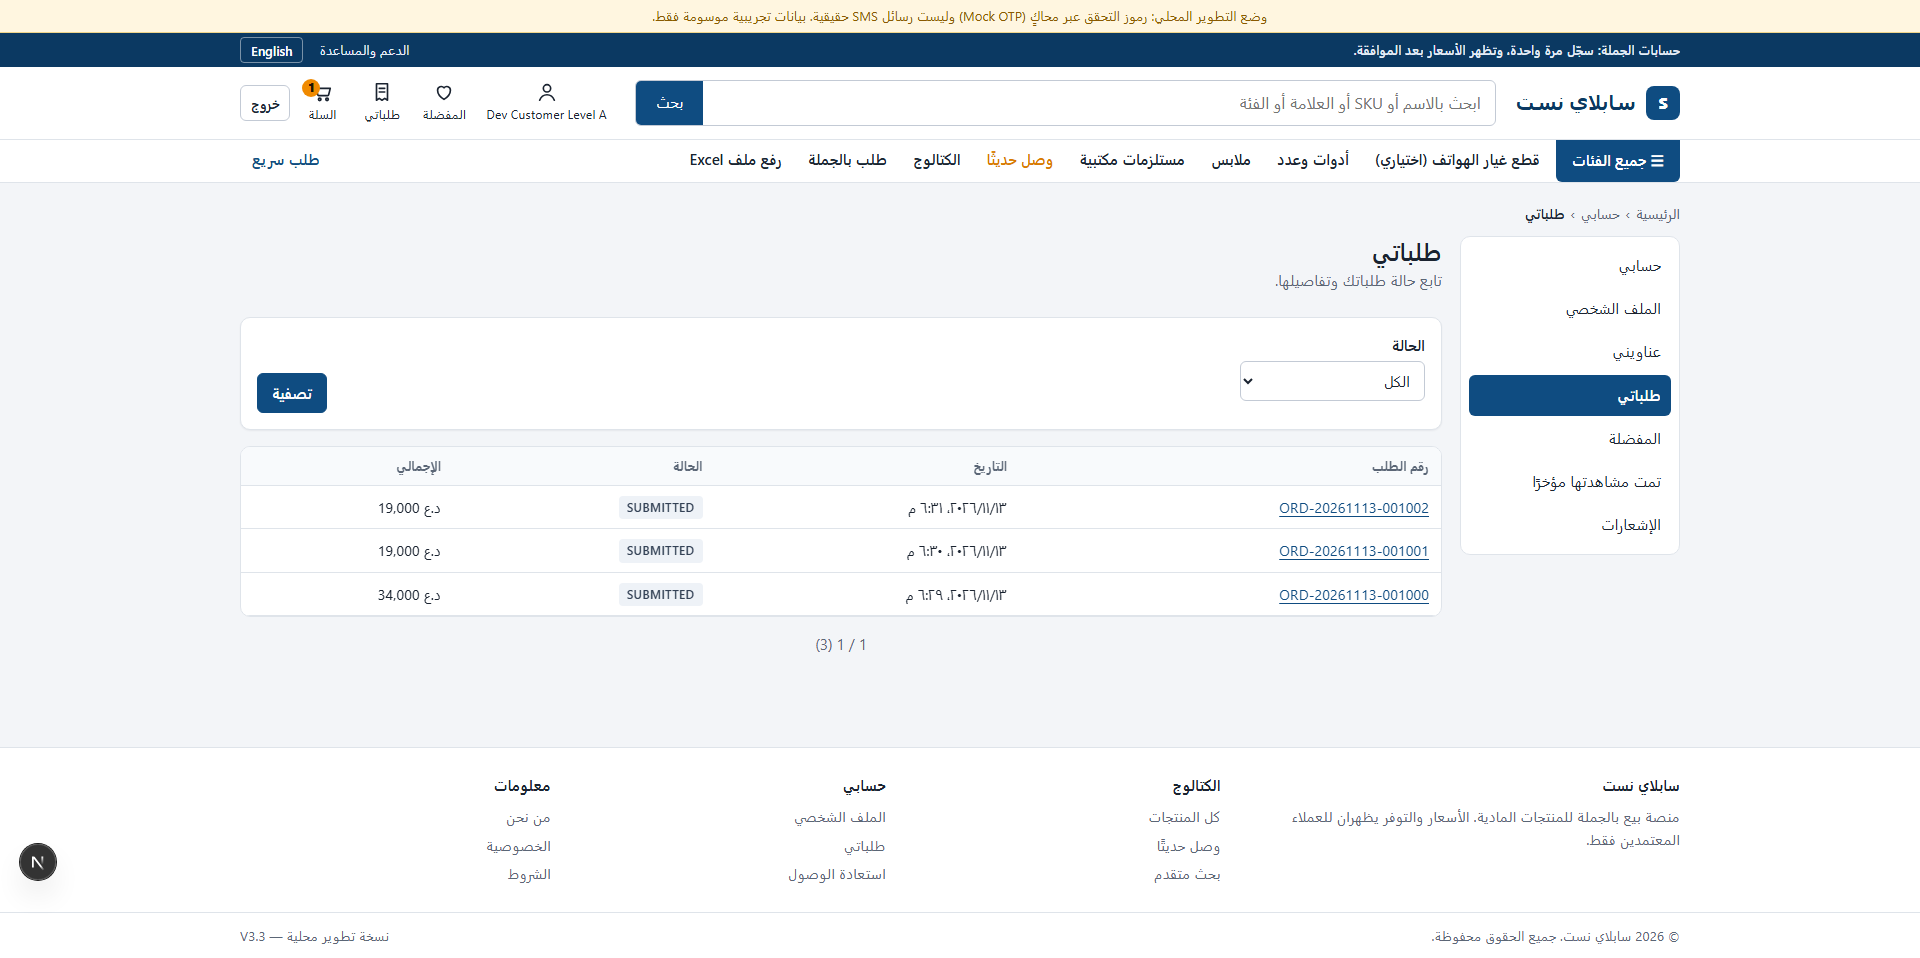 وضع التطوير المحلي: رموز التحقق عبر محاكٍ (Mock OTP) وليست رسائل SMS حقيقية. بيانات تجريبية موسومة فقط.
حسابات الجملة: سجّل مرة واحدة، وتظهر الأسعار بعد الموافقة.
الدعم والمساعدة
English
S
سابلاي نست
ابحث بالاسم أو SKU أو العلامة أو الفئة
بحث
Dev Customer Level A
المفضلة
طلباتي
1
السلة
خروج
☰ جميع الفئات
قطع غيار الهواتف (اختياري)
أدوات وعدد
ملابس
مستلزمات مكتبية
وصل حديثًا
الكتالوج
طلب بالجملة
رفع ملف Excel
طلب سريع
الرئيسية › حسابي › طلباتي
حسابي
الملف الشخصي
عناويني
طلباتي
المفضلة
تمت مشاهدتها مؤخرًا
الإشعارات
طلباتي
تابع حالة طلباتك وتفاصيلها.
الحالة
الكل
تصفية
رقم الطلب التاريخ الحالة الإجمالي
ORD-20261113-001002 ١٣‏/١١‏/٢٠٢٦، ٦:٣١ م SUBMITTED 19,000 د.ع
ORD-20261113-001001 ١٣‏/١١‏/٢٠٢٦، ٦:٣٠ م SUBMITTED 19,000 د.ع
ORD-20261113-001000 ١٣‏/١١‏/٢٠٢٦، ٦:٢٩ م SUBMITTED 34,000 د.ع
1 / 1 (3)
سابلاي نست
منصة بيع بالجملة للمنتجات المادية. الأسعار والتوفر يظهران للعملاء
المعتمدين فقط.
الكتالوج
كل المنتجات
وصل حديثًا
بحث متقدم
حسابي
الملف الشخصي
طلباتي
استعادة الوصول
معلومات
من نحن
الخصوصية
الشروط
N
© 2026 سابلاي نست. جميع الحقوق محفوظة.
نسخة تطوير محلية — V3.3